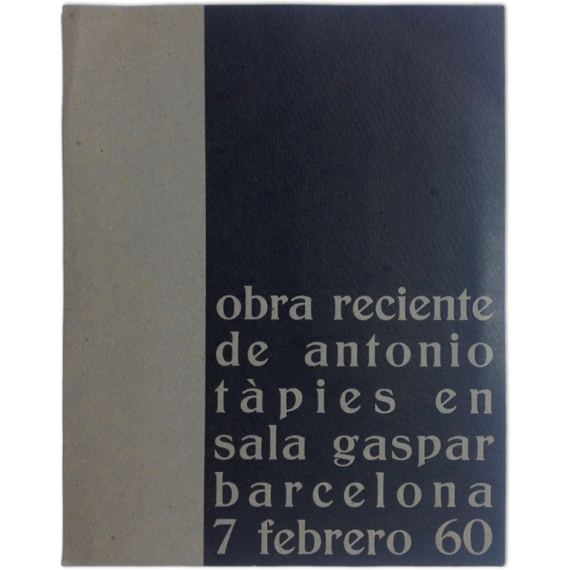 obra reciente
de antonio
tàpies en
sala gaspar
barcelona
7 febrero 60